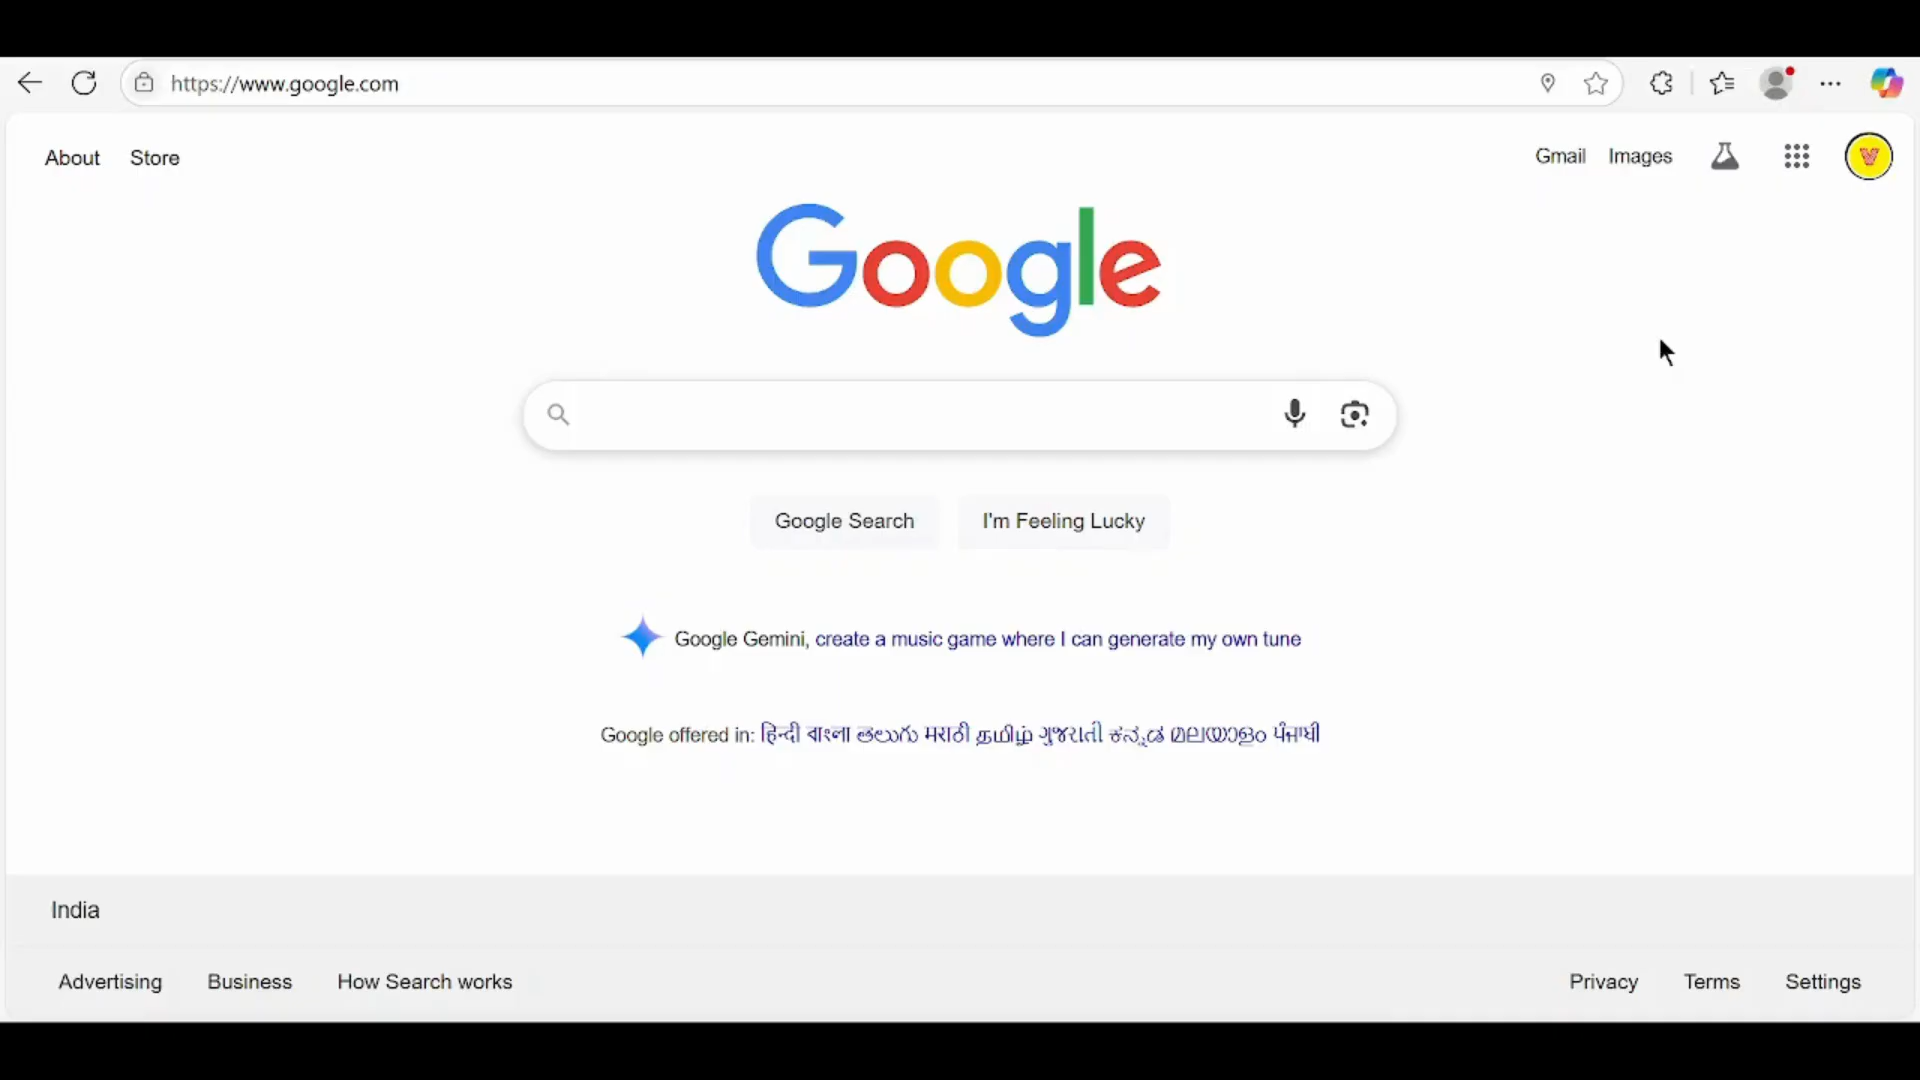 https://www.google.com
About Store
Gmail Images
V
Google
Google Search I'm Feeling Lucky
Google Gemini, create a music game where I can generate my own tune
Google offered in: हिन्दी বাংলা తెలుగు मराठी தமிழ் ગુજરાતી ಕನ್ನಡ മലയാളം ਪੰਜਾਬੀ
India
Advertising Business How Search works
Privacy Terms Settings